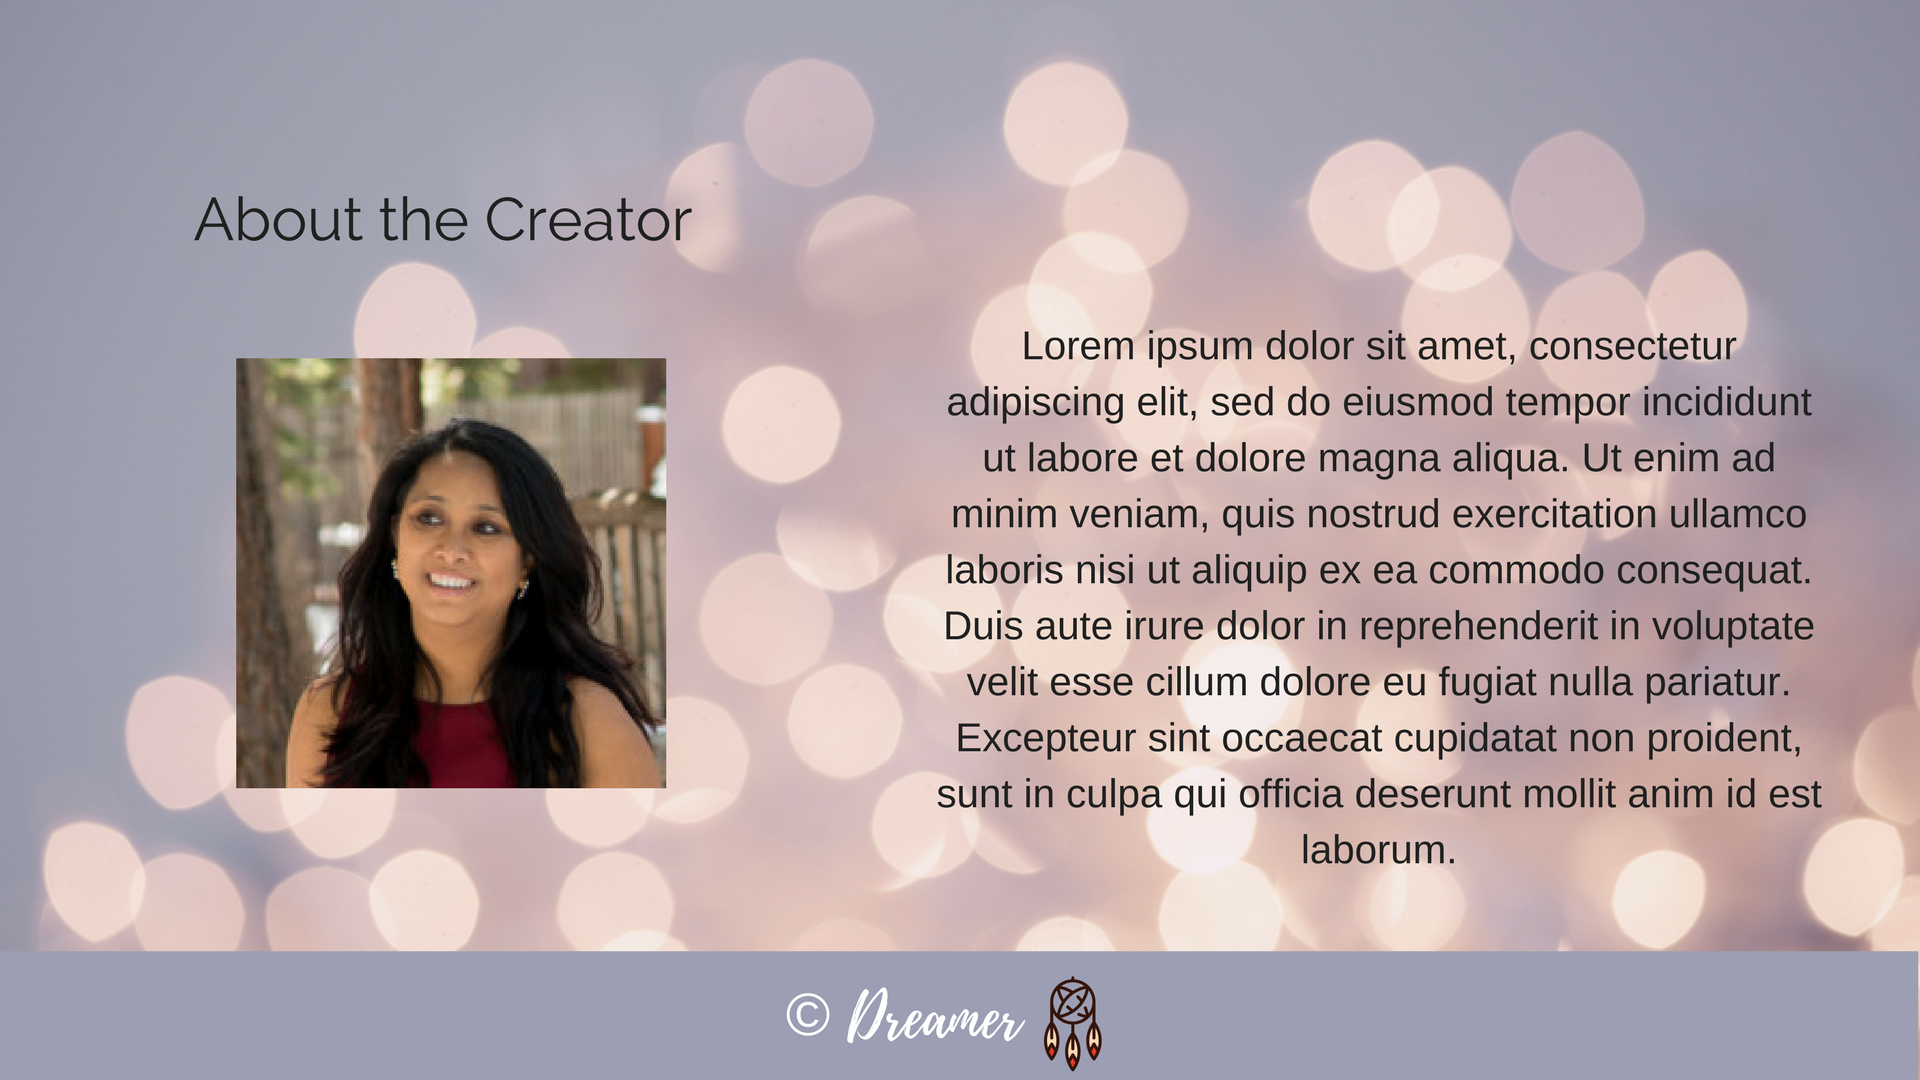 About the Creator
Lorem ipsum dolor sit amet, consectetur
adipiscing elit, sed do eiusmod tempor incididunt
ut labore et dolore magna aliqua. Ut enim ad
minim veniam, quis nostrud exercitation ullamco
laboris nisi ut aliquip ex ea commodo consequat.
Duis aute irure dolor in reprehenderit in voluptate
velit esse cillum dolore eu fugiat nulla pariatur.
Excepteur sint occaecat cupidatat non proident,
sunt in culpa qui officia deserunt mollit anim id est
laborum.
© Dreamer